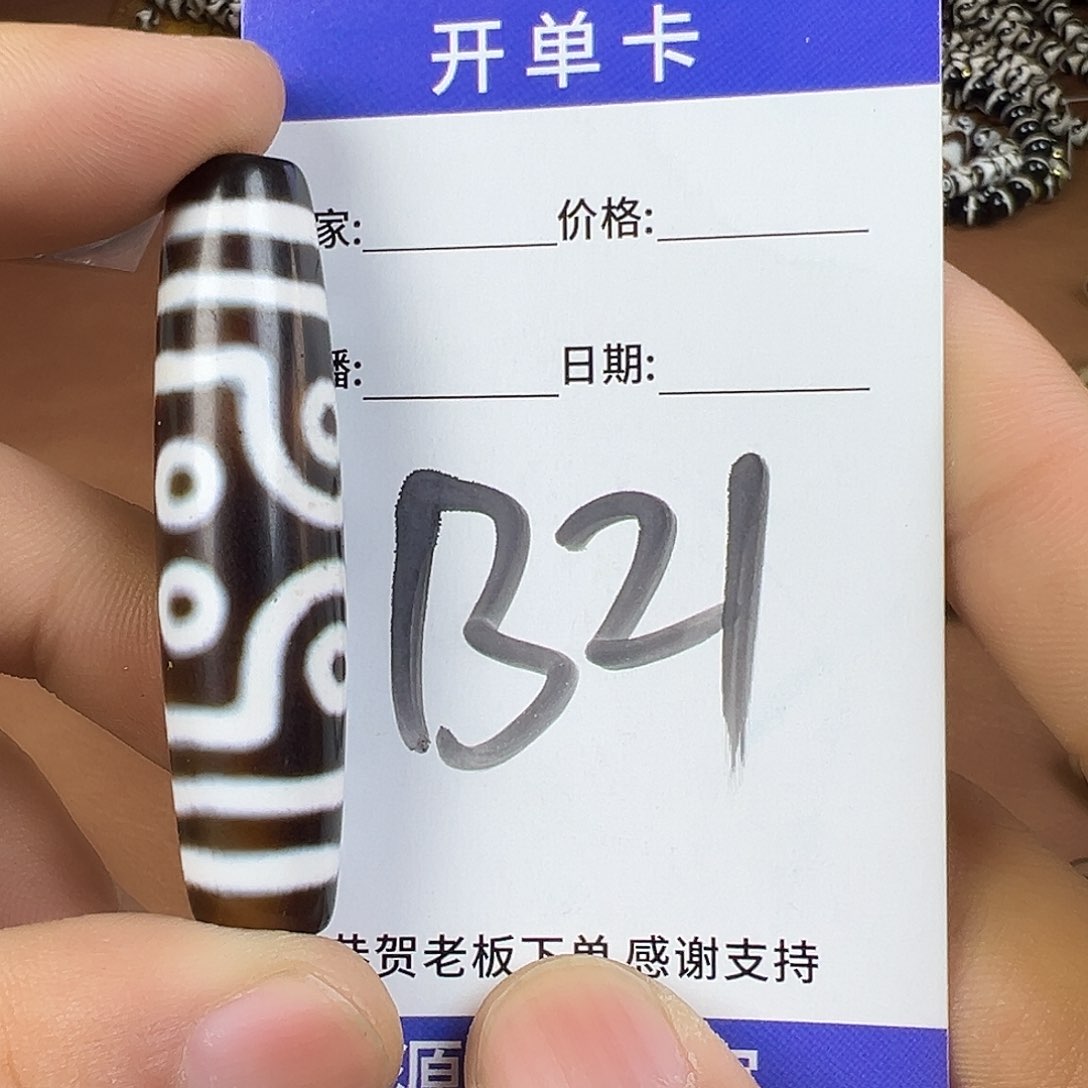 开单卡
家: 价格:
播: 日期:
B21
恭贺老板下单 感谢支持
源